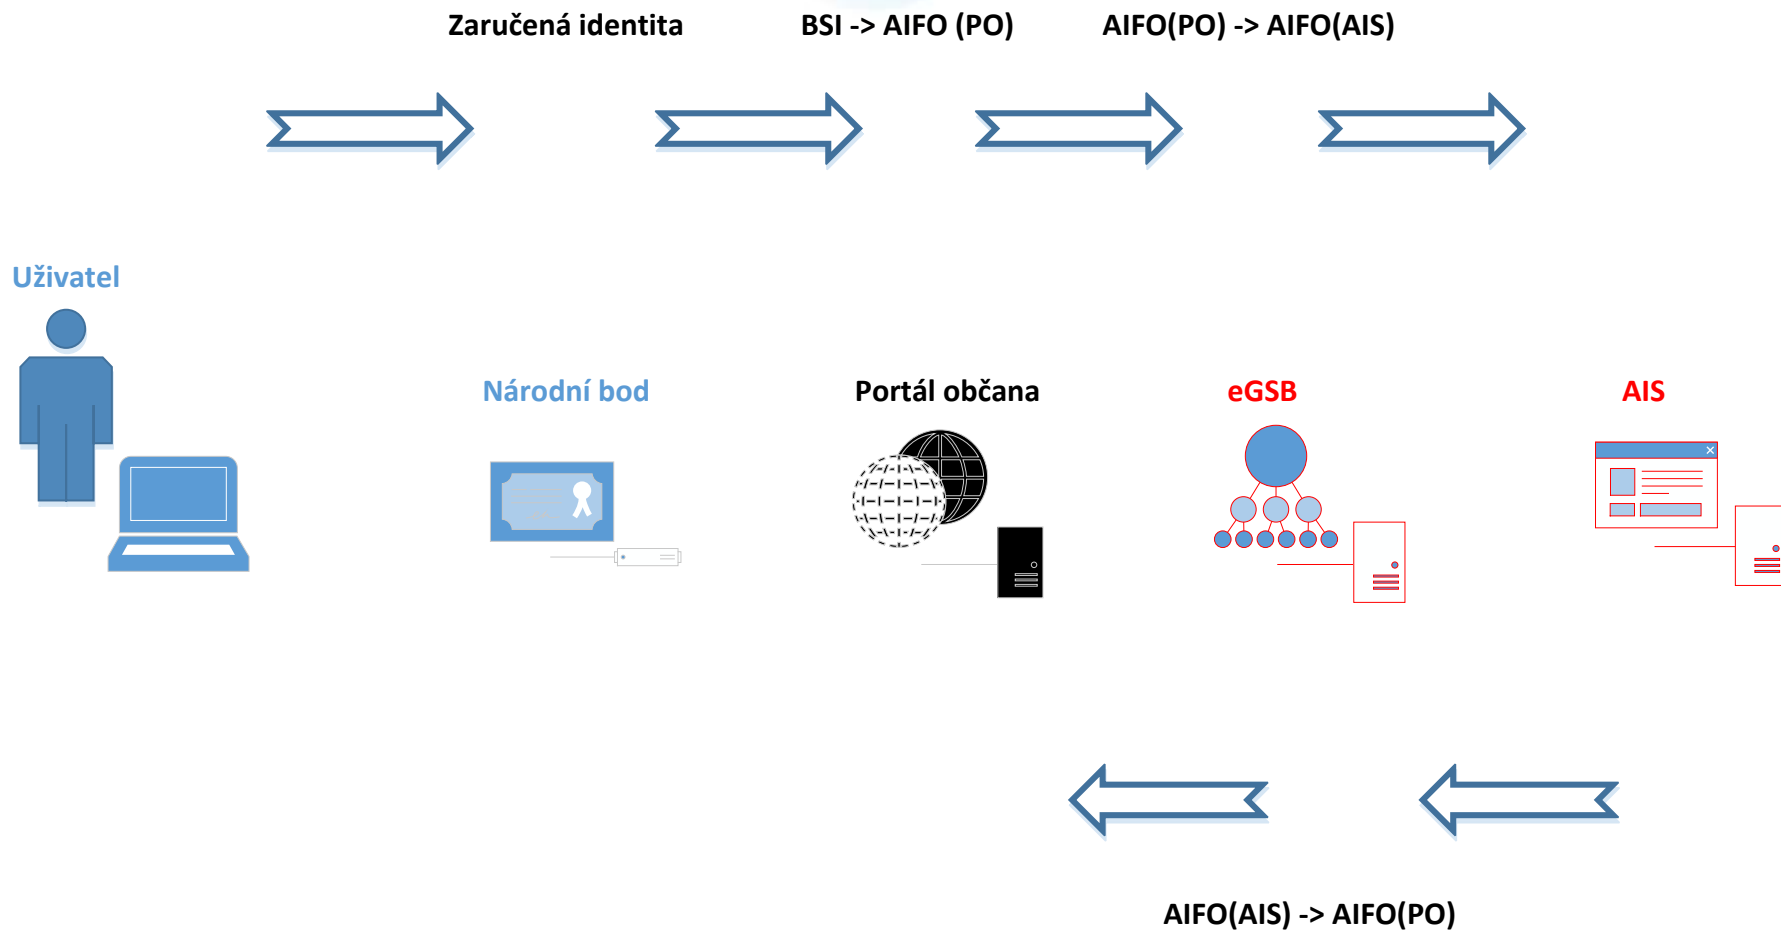 Zaručená identita
BSI -> AIFO (PO)
AIFO(PO) -> AIFO(AIS)
Uživatel
Národní bod
Portál občana
eGSB
AIS
AIFO(AIS) -> AIFO(PO)